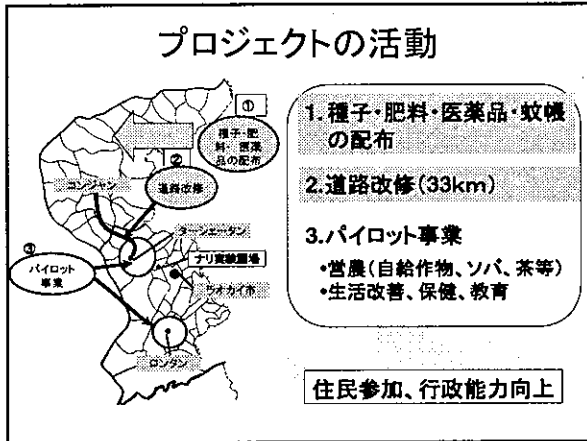 プロジェクトの活動
①
種子・肥
料・医薬
品の配布
②
道路改修
コンジャン
ターシェータン
ナリ実験圃場
③
パイロット
事業
ラオカイ市
ロンタン
1.種子・肥料・医薬品・蚊帳
の配布
2.道路改修(33km)
3.パイロット事業
・営農(自給作物、ソバ、茶等)
・生活改善、保健、教育
住民参加、行政能力向上